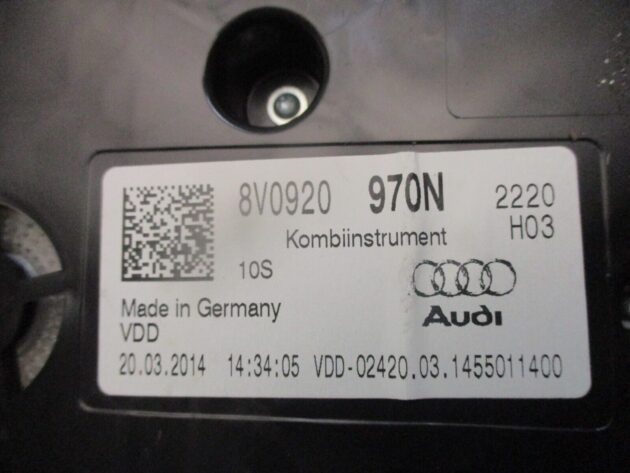 8V0920 970N 2220
Kombiinstrument H03
10S
Audi
Made in Germany
VDD
20.03.2014 14:34:05 VDD-02420.03.1455011400